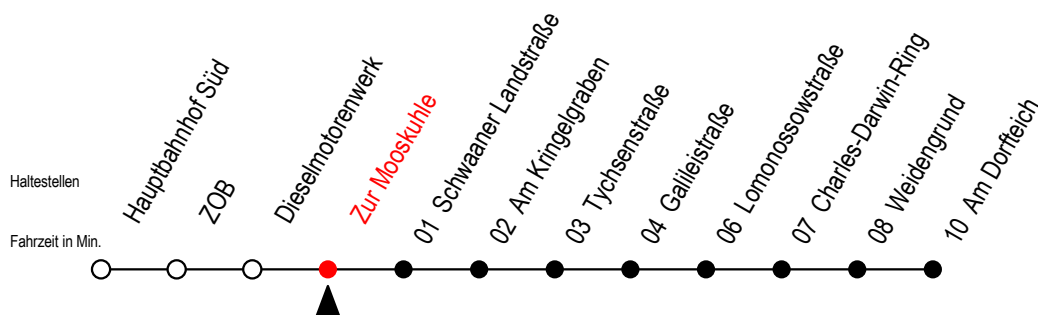 Haltestellen
Fahrzeit in Min.
Hauptbahnhof Süd
ZOB
Dieselmotorenwerk
Zur Mooskuhle
01 Schwaaner Landstraße
02 Am Kringelgraben
03 Tychsenstraße
04 Galileistraße
06 Lomonossowstraße
07 Charles-Darwin-Ring
08 Weidengrund
10 Am Dorfteich